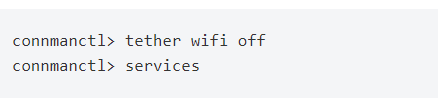 connmanctl> tether wifi off
connmanctl> services